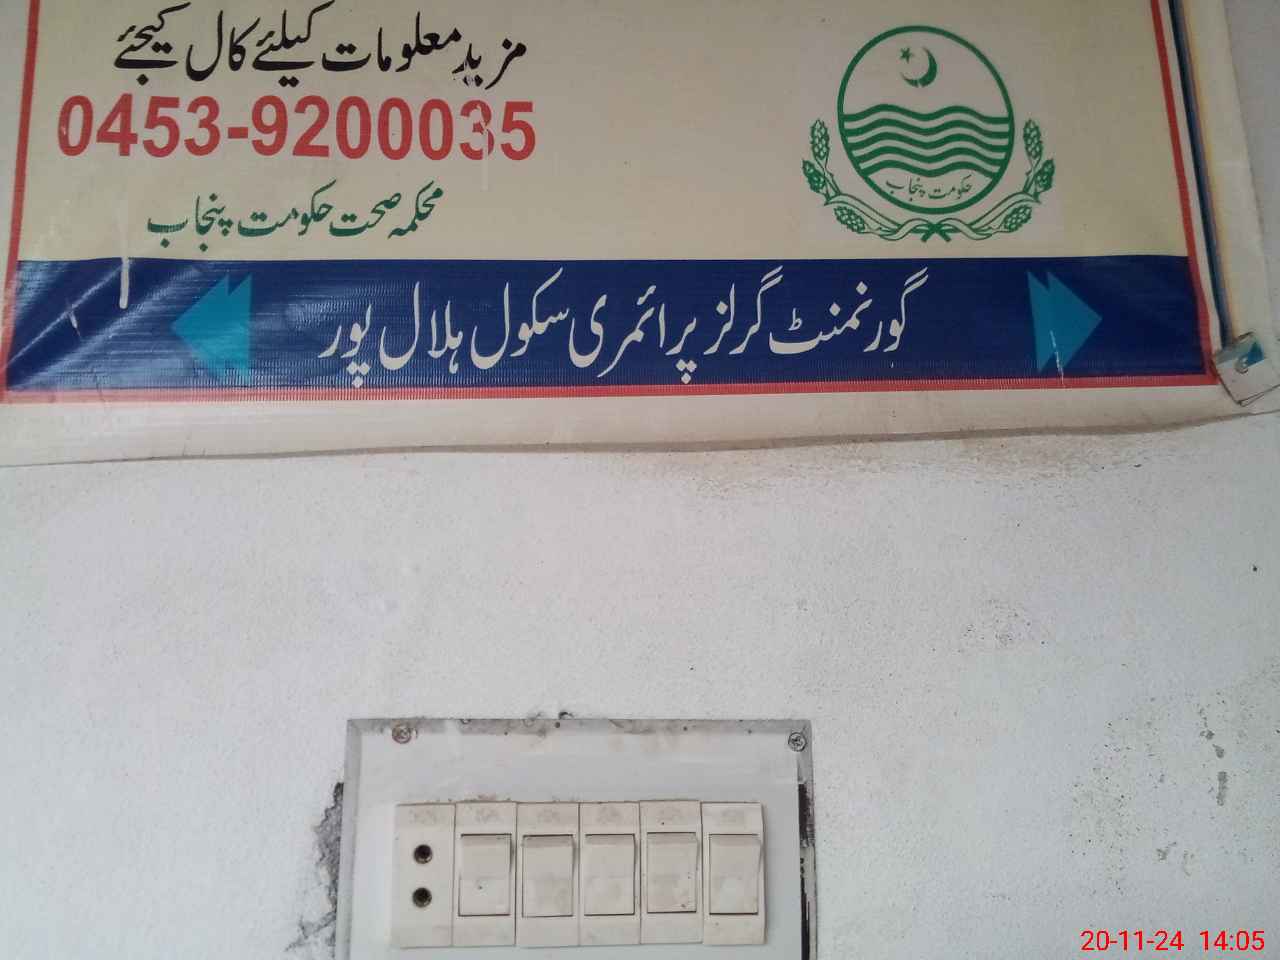 مزید معلومات کیلئے کال کیجئے
0453-9200035
محکمہ صحت حکومت پنجاب
حکومت پنجاب
گورنمنٹ گرلز پرائمری سکول ہلال پور
20-11-24 14:05